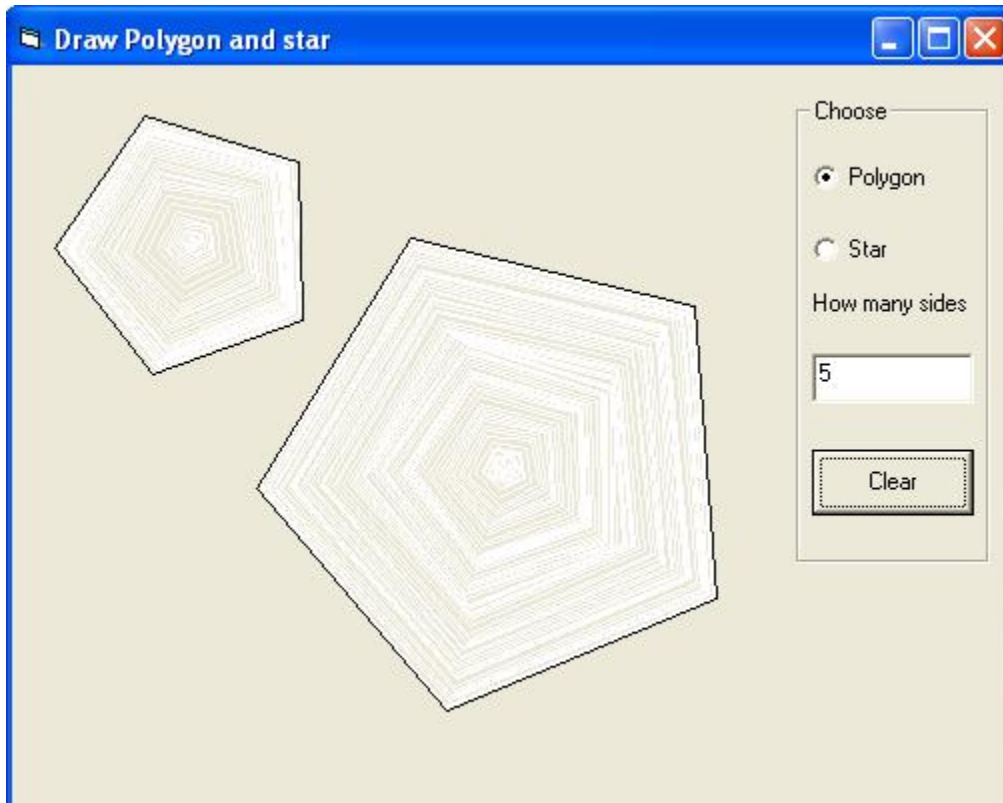 Draw Polygon and star
Choose
Polygon
Star
How many sides
5
Clear